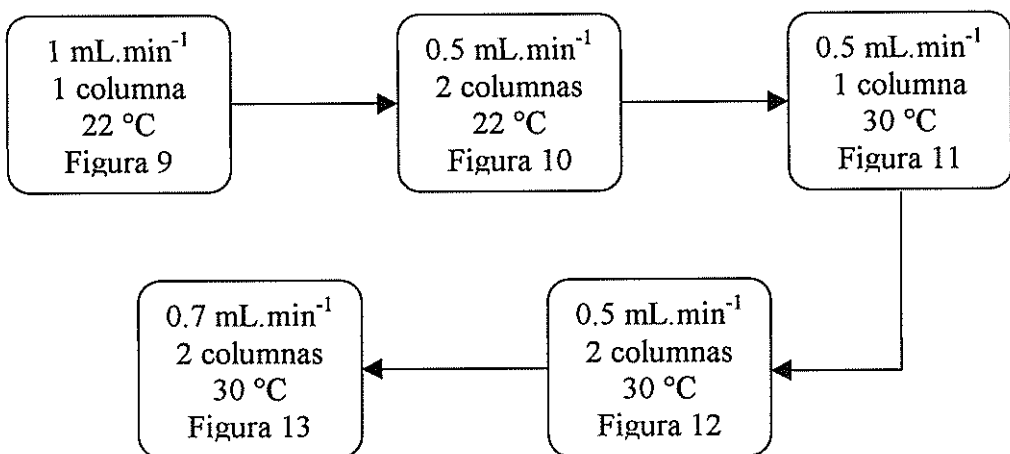 1 mL.min⁻¹
1 columna
22 °C
Figura 9
0.5 mL.min⁻¹
2 columnas
22 °C
Figura 10
0.5 mL.min⁻¹
1 columna
30 °C
Figura 11
0.5 mL.min⁻¹
2 columnas
30 °C
Figura 12
0.7 mL.min⁻¹
2 columnas
30 °C
Figura 13